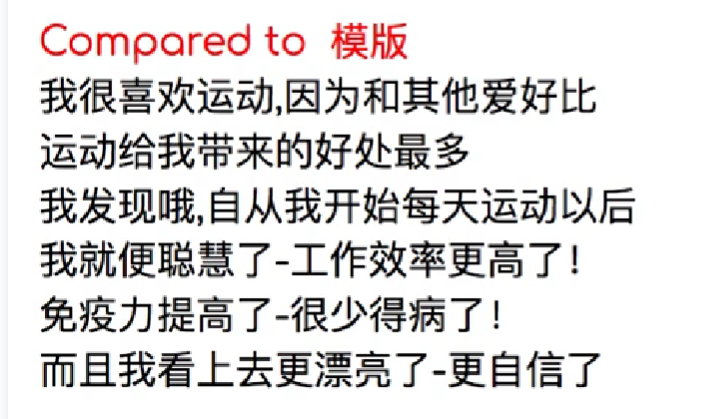 Compared to 模版
我很喜欢运动,因为和其他爱好比
运动给我带来的好处最多
我发现哦,自从我开始每天运动以后
我就便聪慧了-工作效率更高了!
免疫力提高了-很少得病了!
而且我看上去更漂亮了-更自信了